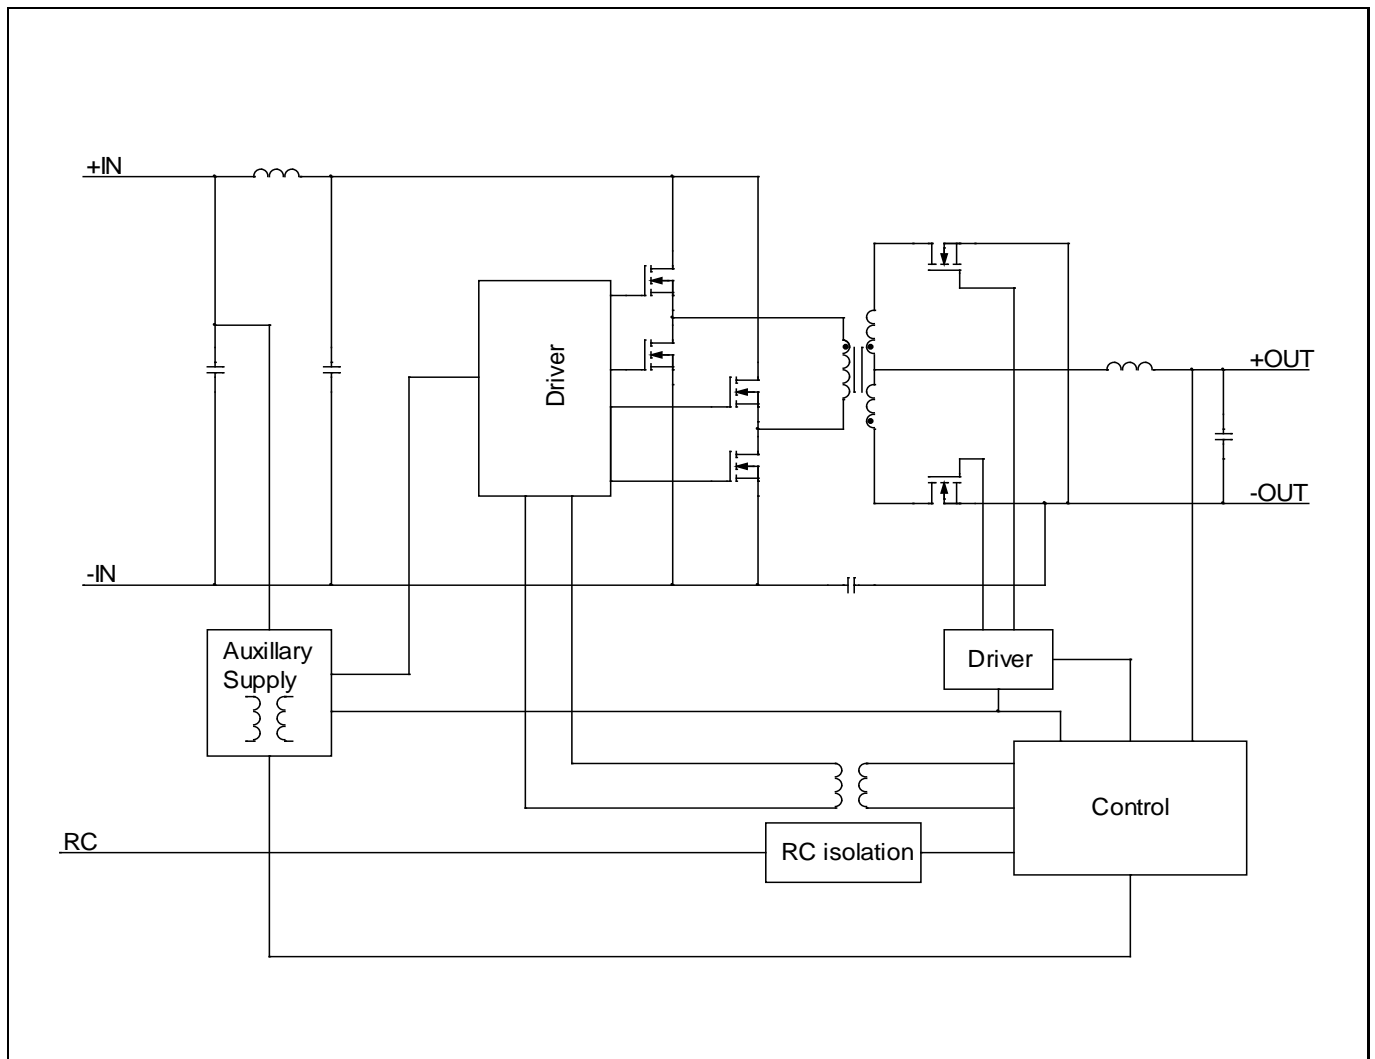 +IN
Driver
+OUT
-OUT
-IN
Auxillary
Supply
Driver
Control
RC
RC isolation